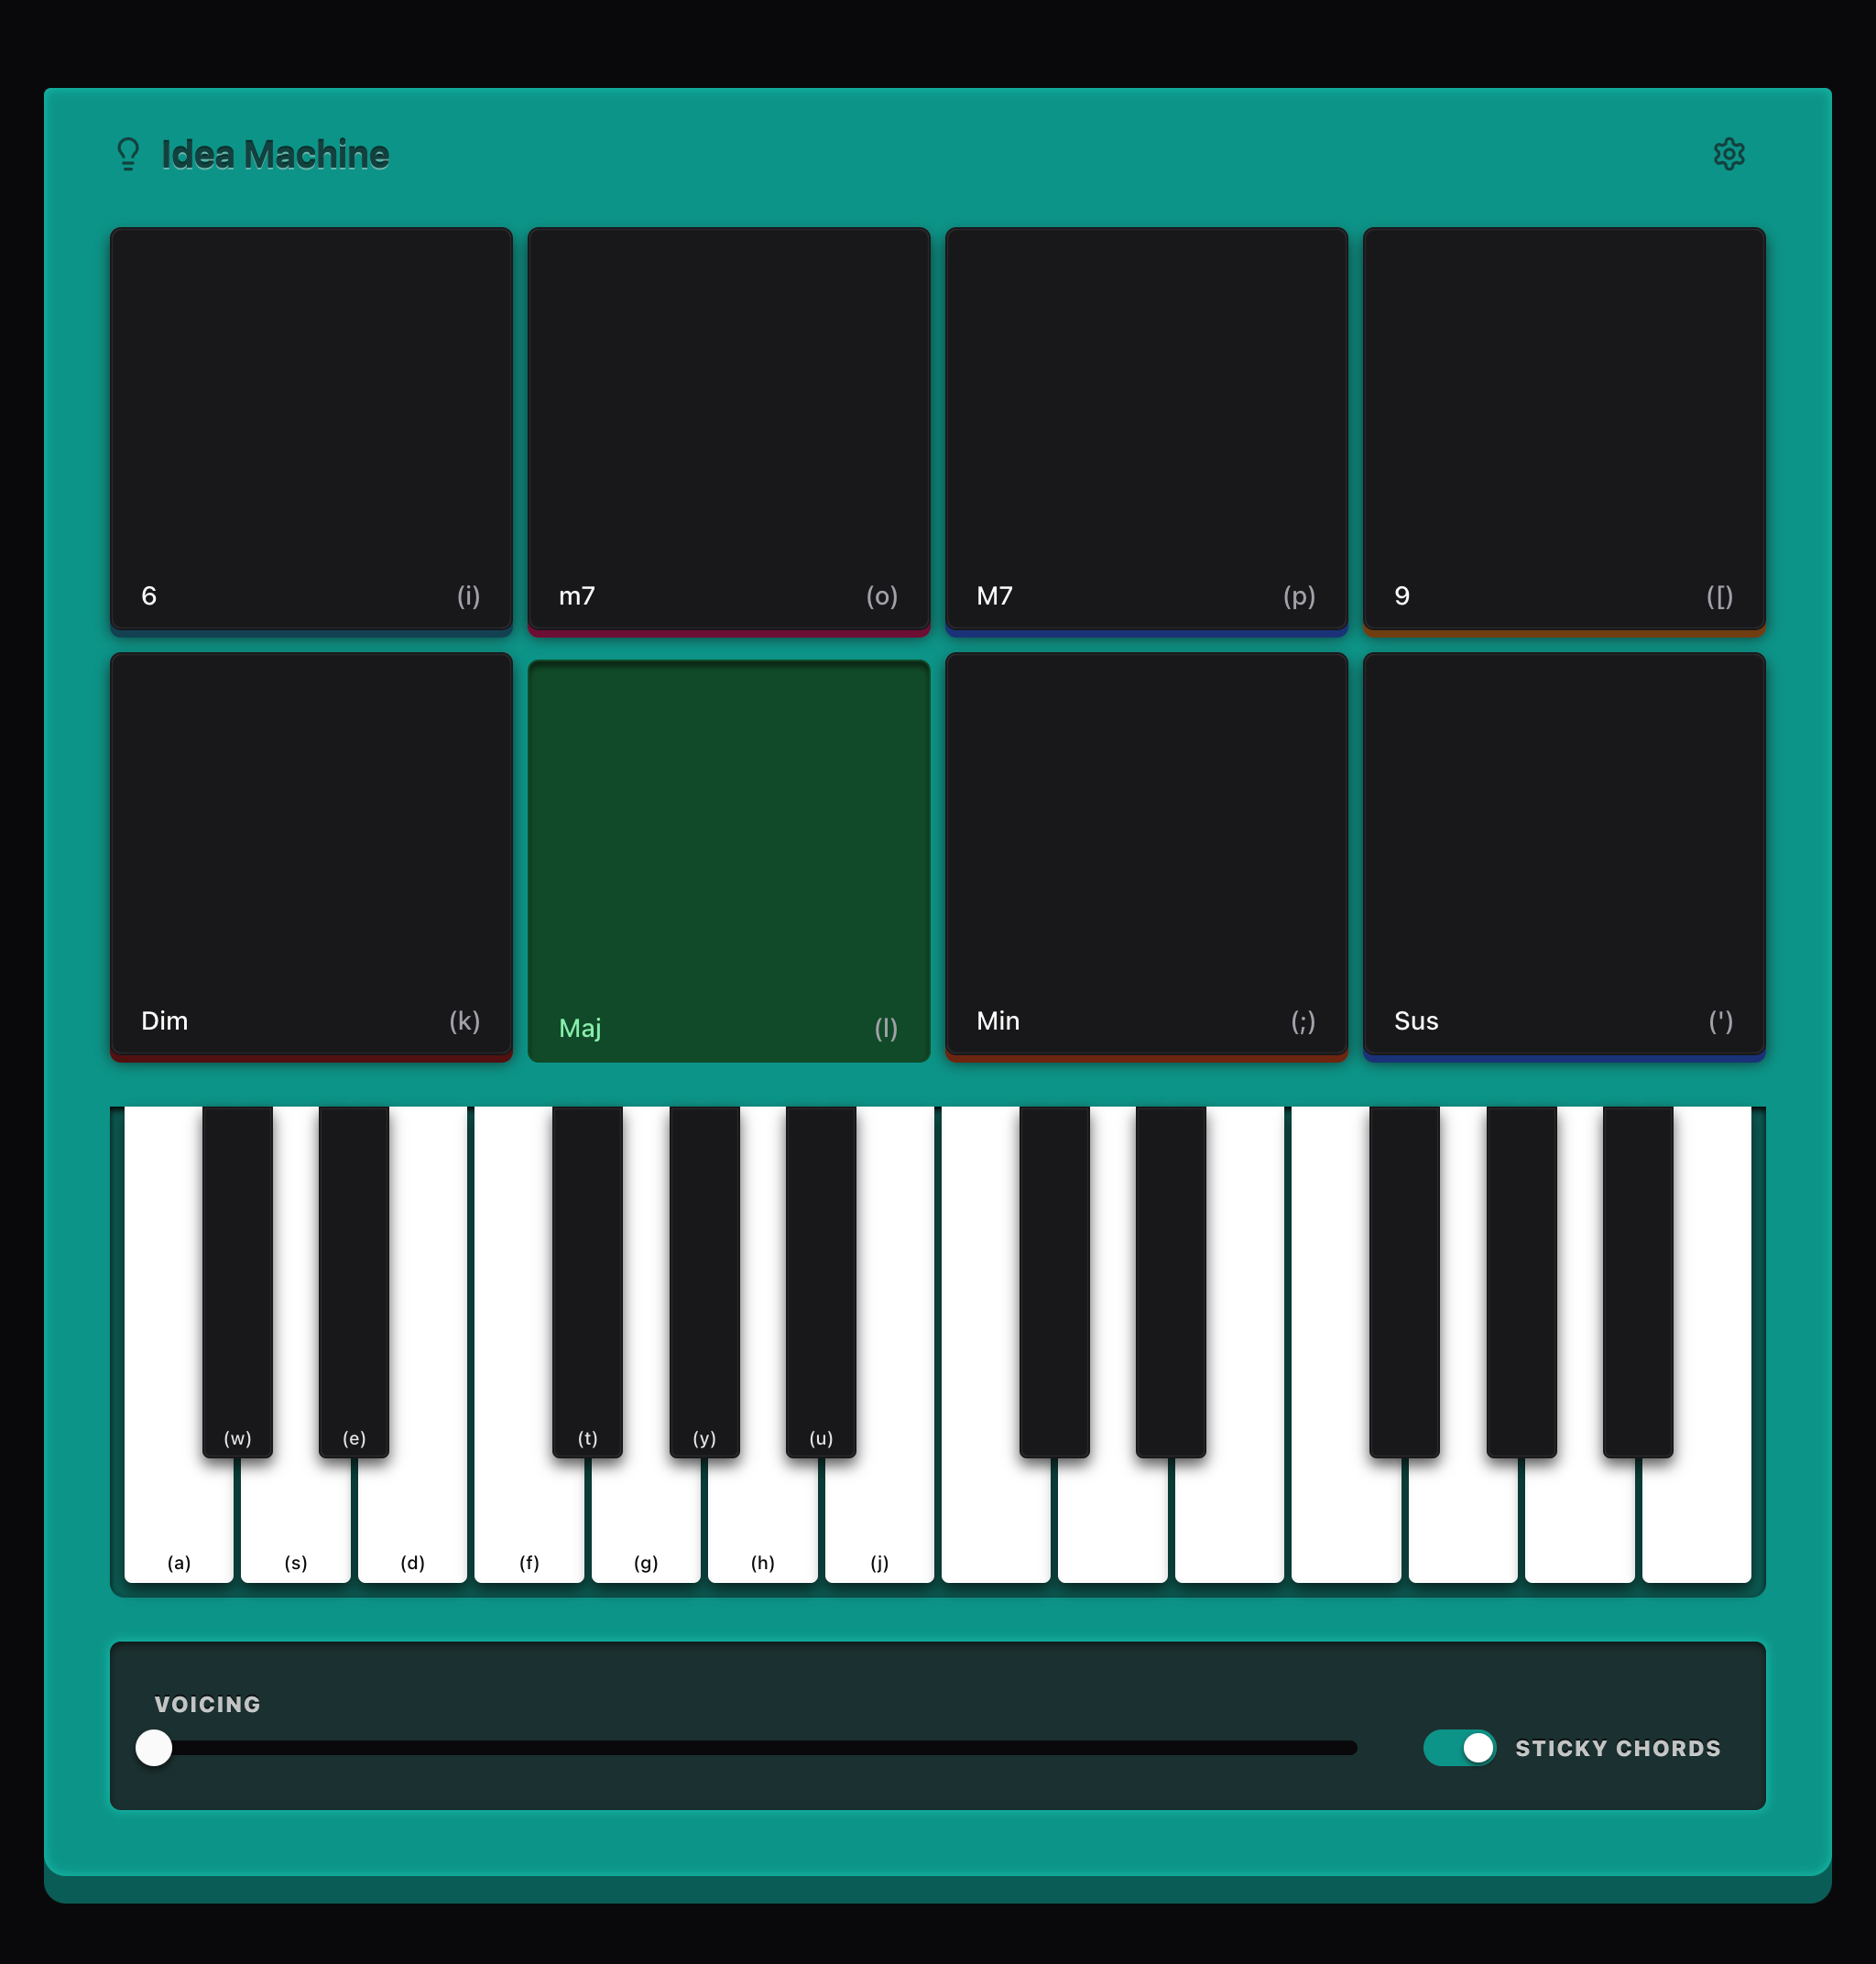 Idea Machine
6 (i) m7 (o) M7 (p) 9 ([)
Dim (k) Maj (l) Min (;) Sus (')
(w) (e) (t) (y) (u)
(a) (s) (d) (f) (g) (h) (j)
VOICING
STICKY CHORDS